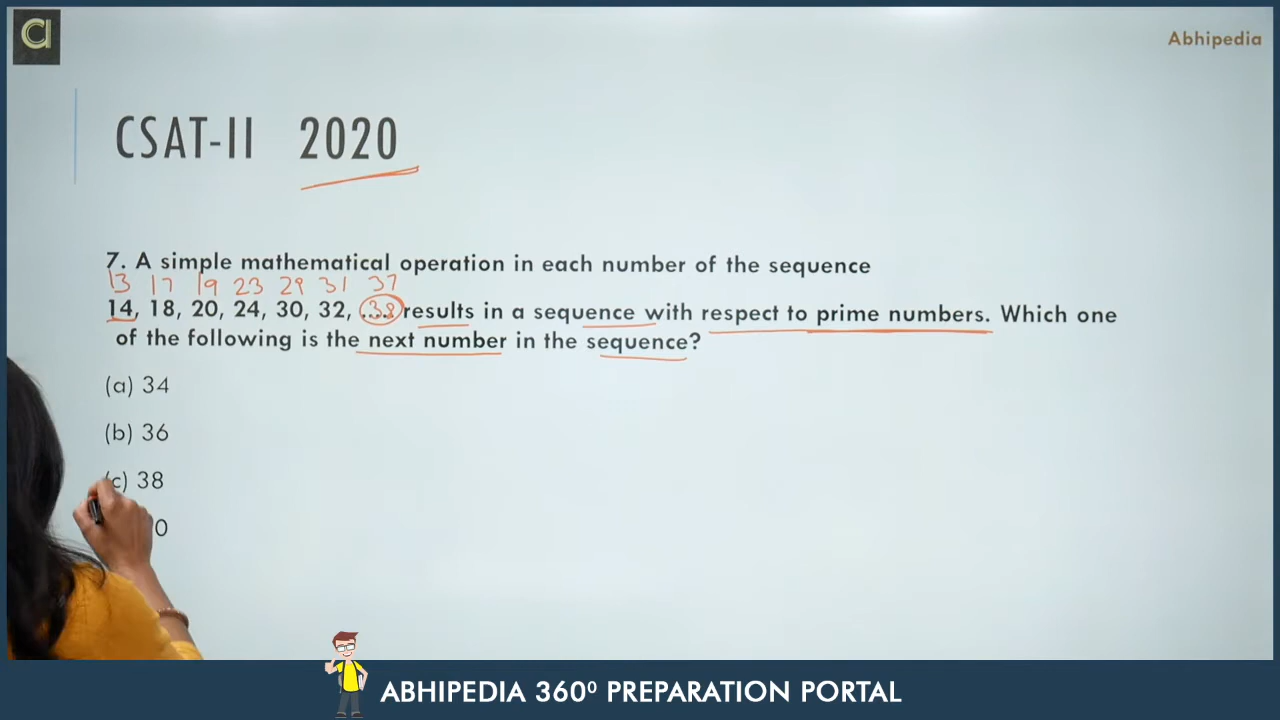 a
Abhipedia
CSAT-II 2020
7. A simple mathematical operation in each number of the sequence
13 17 19 23 29 31 37
14, 18, 20, 24, 30, 32, .... 38 results in a sequence with respect to prime numbers. Which one
of the following is the next number in the sequence?
(a) 34
(b) 36
(c) 38
0
ABHIPEDIA 360⁰ PREPARATION PORTAL